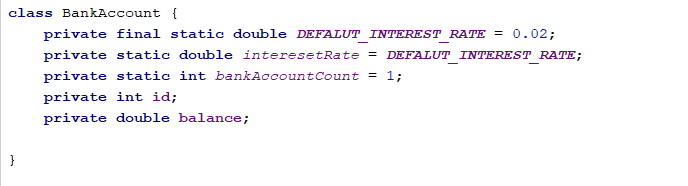 class BankAccount {
private final static double DEFALUT_INTEREST_RATE = 0.02;
private static double interesetRate = DEFALUT_INTEREST_RATE;
private static int bankAccountCount = 1;
private int id;
private double balance;
}